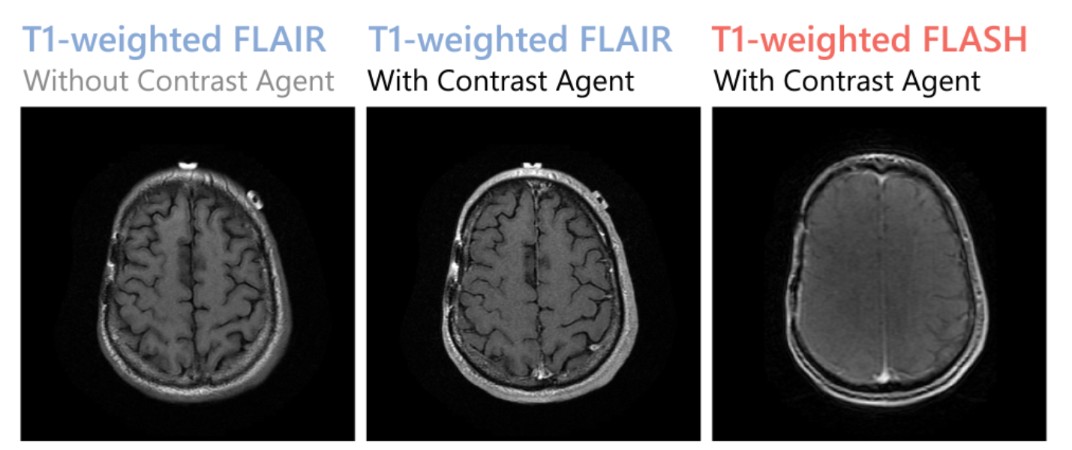 T1-weighted FLAIR
Without Contrast Agent
T1-weighted FLAIR
With Contrast Agent
T1-weighted FLASH
With Contrast Agent